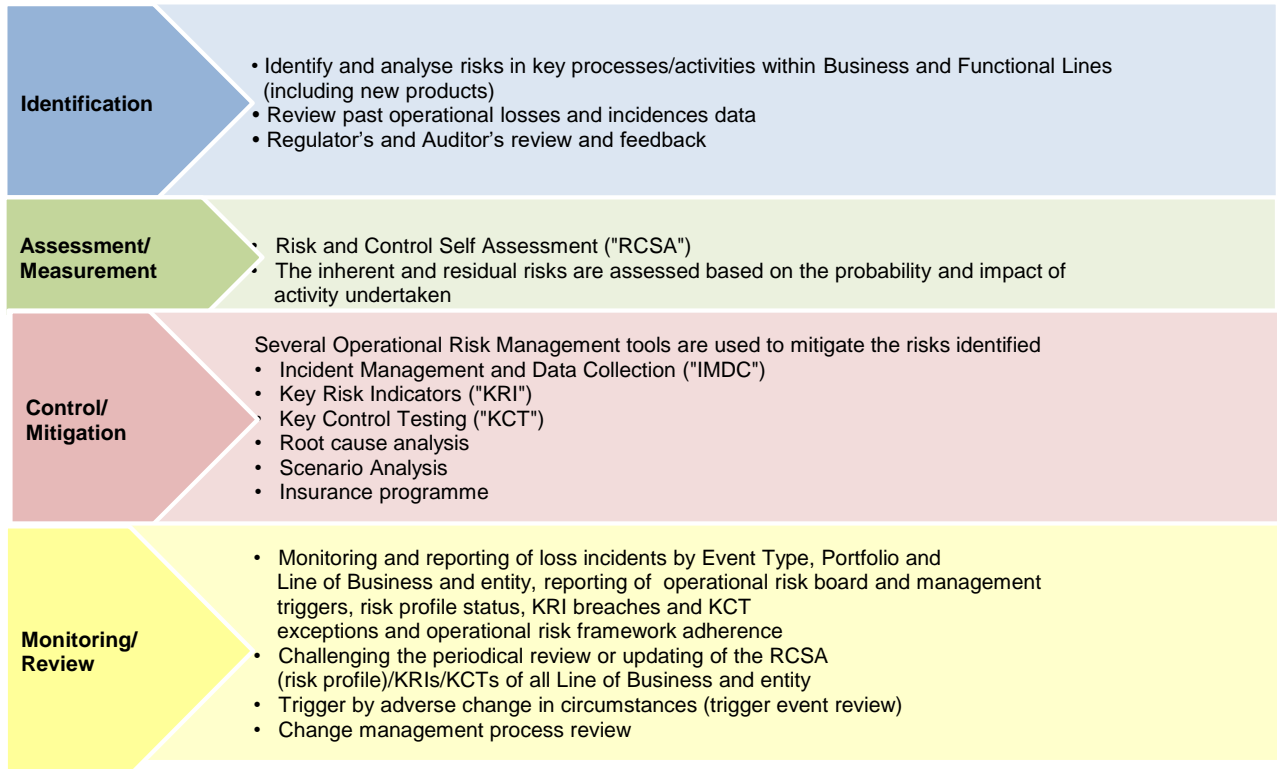 Identification
• Identify and analyse risks in key processes/activities within Business and Functional Lines
(including new products)
• Review past operational losses and incidences data
• Regulator's and Auditor's review and feedback
Assessment/
Measurement
• Risk and Control Self Assessment ("RCSA")
• The inherent and residual risks are assessed based on the probability and impact of
activity undertaken
Control/
Mitigation
Several Operational Risk Management tools are used to mitigate the risks identified
• Incident Management and Data Collection ("IMDC")
• Key Risk Indicators ("KRI")
• Key Control Testing ("KCT")
• Root cause analysis
• Scenario Analysis
• Insurance programme
Monitoring/
Review
• Monitoring and reporting of loss incidents by Event Type, Portfolio and
Line of Business and entity, reporting of operational risk board and management
triggers, risk profile status, KRI breaches and KCT
exceptions and operational risk framework adherence
• Challenging the periodical review or updating of the RCSA
(risk profile)/KRIs/KCTs of all Line of Business and entity
• Trigger by adverse change in circumstances (trigger event review)
• Change management process review